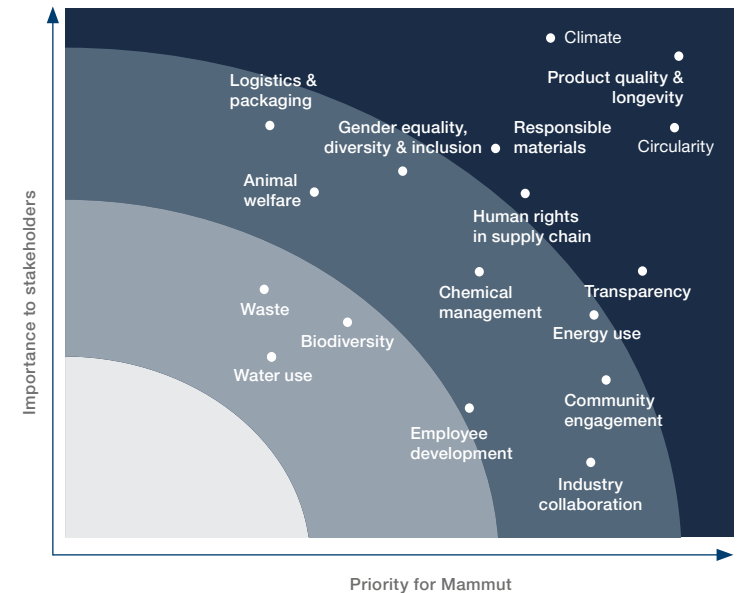 Climate
Product quality &
longevity
Logistics &
packaging
Gender equality,
diversity & inclusion
Responsible
materials
Circularity
Animal
welfare
Human rights
in supply chain
Chemical
management
Transparency
Waste
Energy use
Biodiversity
Water use
Community
engagement
Employee
development
Industry
collaboration
Importance to stakeholders
Priority for Mammut